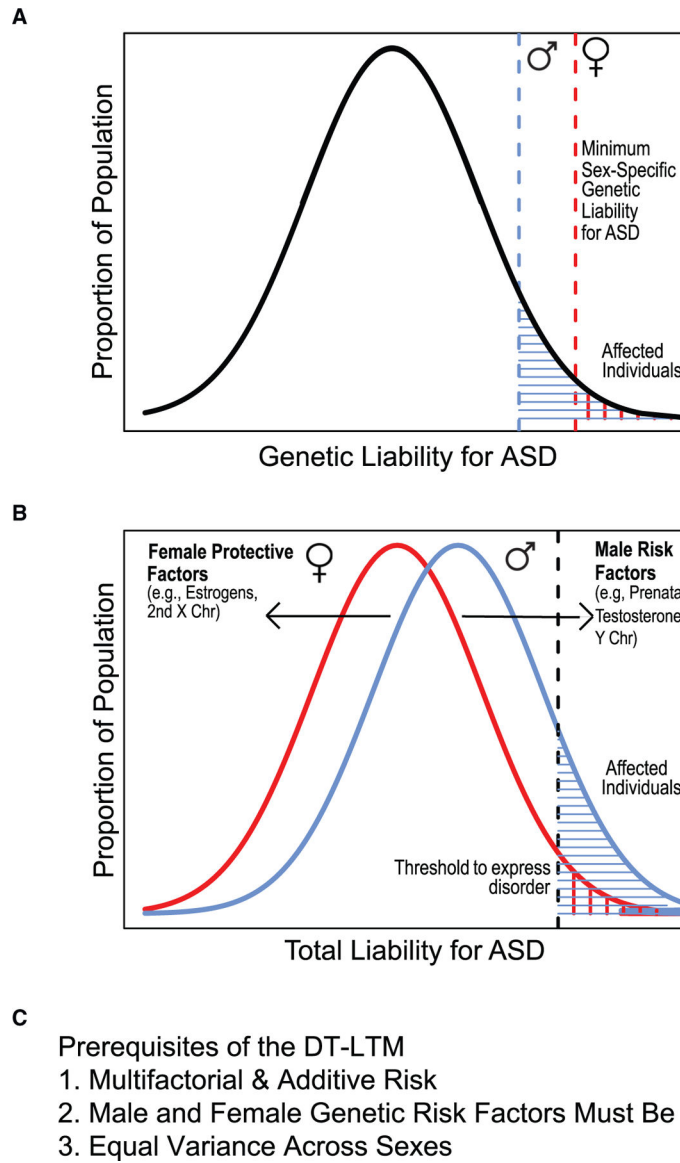 A
♂ ♀
Minimum
Sex-Specific
Genetic
Liability
for ASD
Affected
Individuals
Proportion of Population
Genetic Liability for ASD
B
Female Protective
Factors
(e.g., Estrogens,
2nd X Chr)
♀
♂
Male Risk
Factors
(e.g, Prenata
Testosterone
Y Chr)
Affected
Individuals
Threshold to express
disorder
Proportion of Population
Total Liability for ASD
C
Prerequisites of the DT-LTM
1. Multifactorial & Additive Risk
2. Male and Female Genetic Risk Factors Must Be
3. Equal Variance Across Sexes